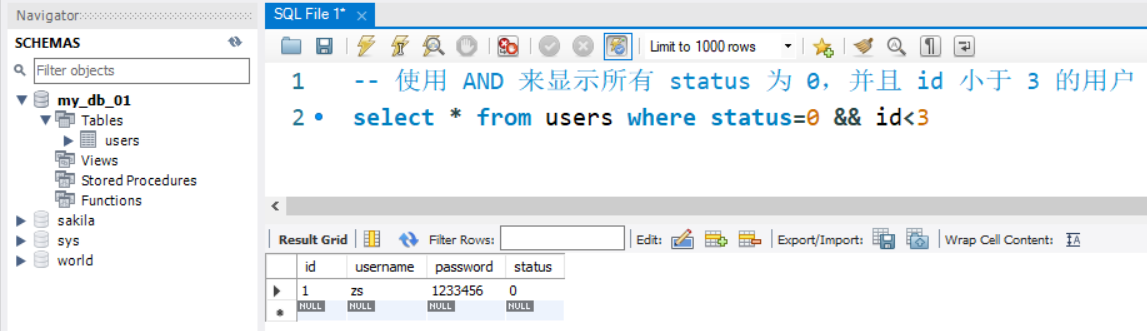 Navigator
SCHEMAS
Filter objects
my_db_01
Tables
users
Views
Stored Procedures
Functions
sakila
sys
world
SQL File 1*
Limit to 1000 rows
1 -- 使用 AND 来显示所有 status 为 0，并且 id 小于 3 的用户
2 select * from users where status=0 && id<3
Result Grid Filter Rows: Edit: Export/Import: Wrap Cell Content:
id username password status
1 zs 1233456 0
NULL NULL NULL NULL